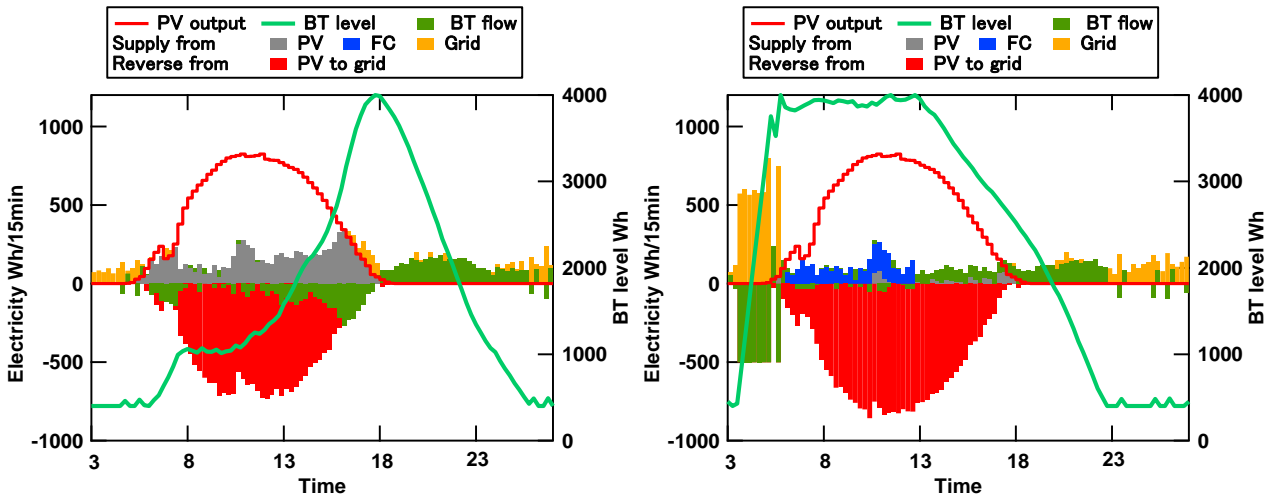 PV output BT level BT flow
Supply from PV FC Grid
Reverse from PV to grid
1000
500
0
-500
-1000
Electricity Wh/15min
4000
3000
2000
1000
0
BT level Wh
3 8 13 18 23
Time
PV output BT level BT flow
Supply from PV FC Grid
Reverse from PV to grid
1000
500
0
-500
-1000
Electricity Wh/15min
4000
3000
2000
1000
0
BT level Wh
3 8 13 18 23
Time